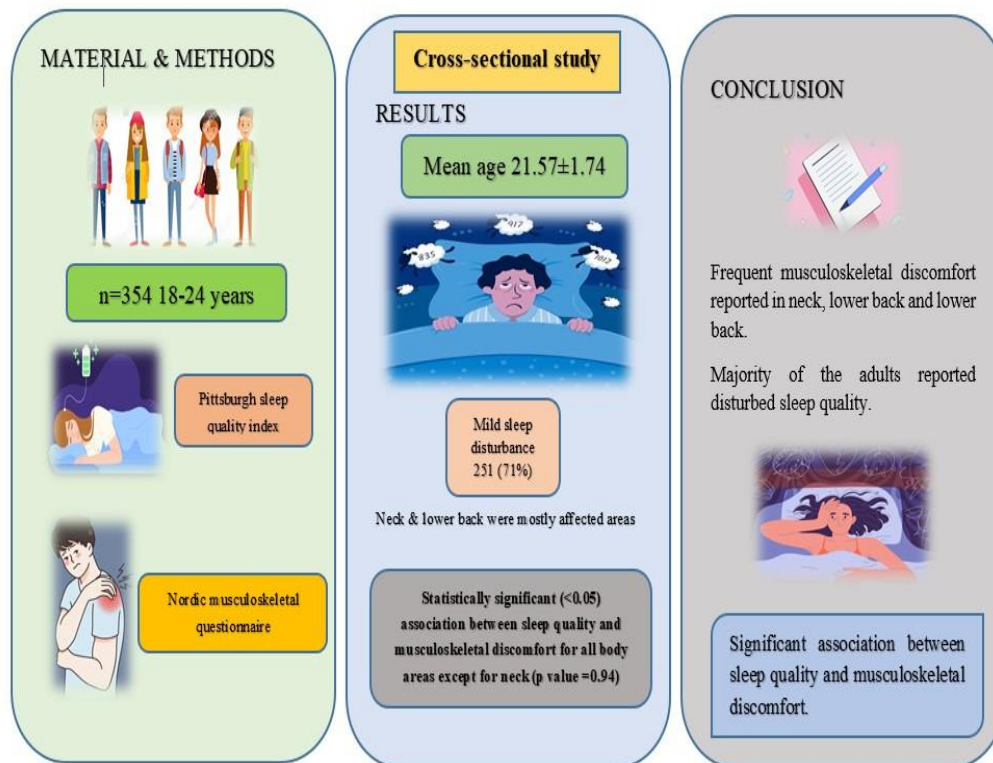 MATERIAL & METHODS
n=354 18-24 years
Pittsburgh sleep
quality index
Nordic musculoskeletal
questionnaire
Cross-sectional study
RESULTS
Mean age 21.57±1.74
835
917
1012
Mild sleep
disturbance
251 (71%)
Neck & lower back were mostly affected areas
Statistically significant (<0.05)
association between sleep quality and
musculoskeletal discomfort for all body
areas except for neck (p value =0.94)
CONCLUSION
Frequent musculoskeletal discomfort
reported in neck, lower back and lower
back.
Majority of the adults reported
disturbed sleep quality.
Significant association between
sleep quality and musculoskeletal
discomfort.